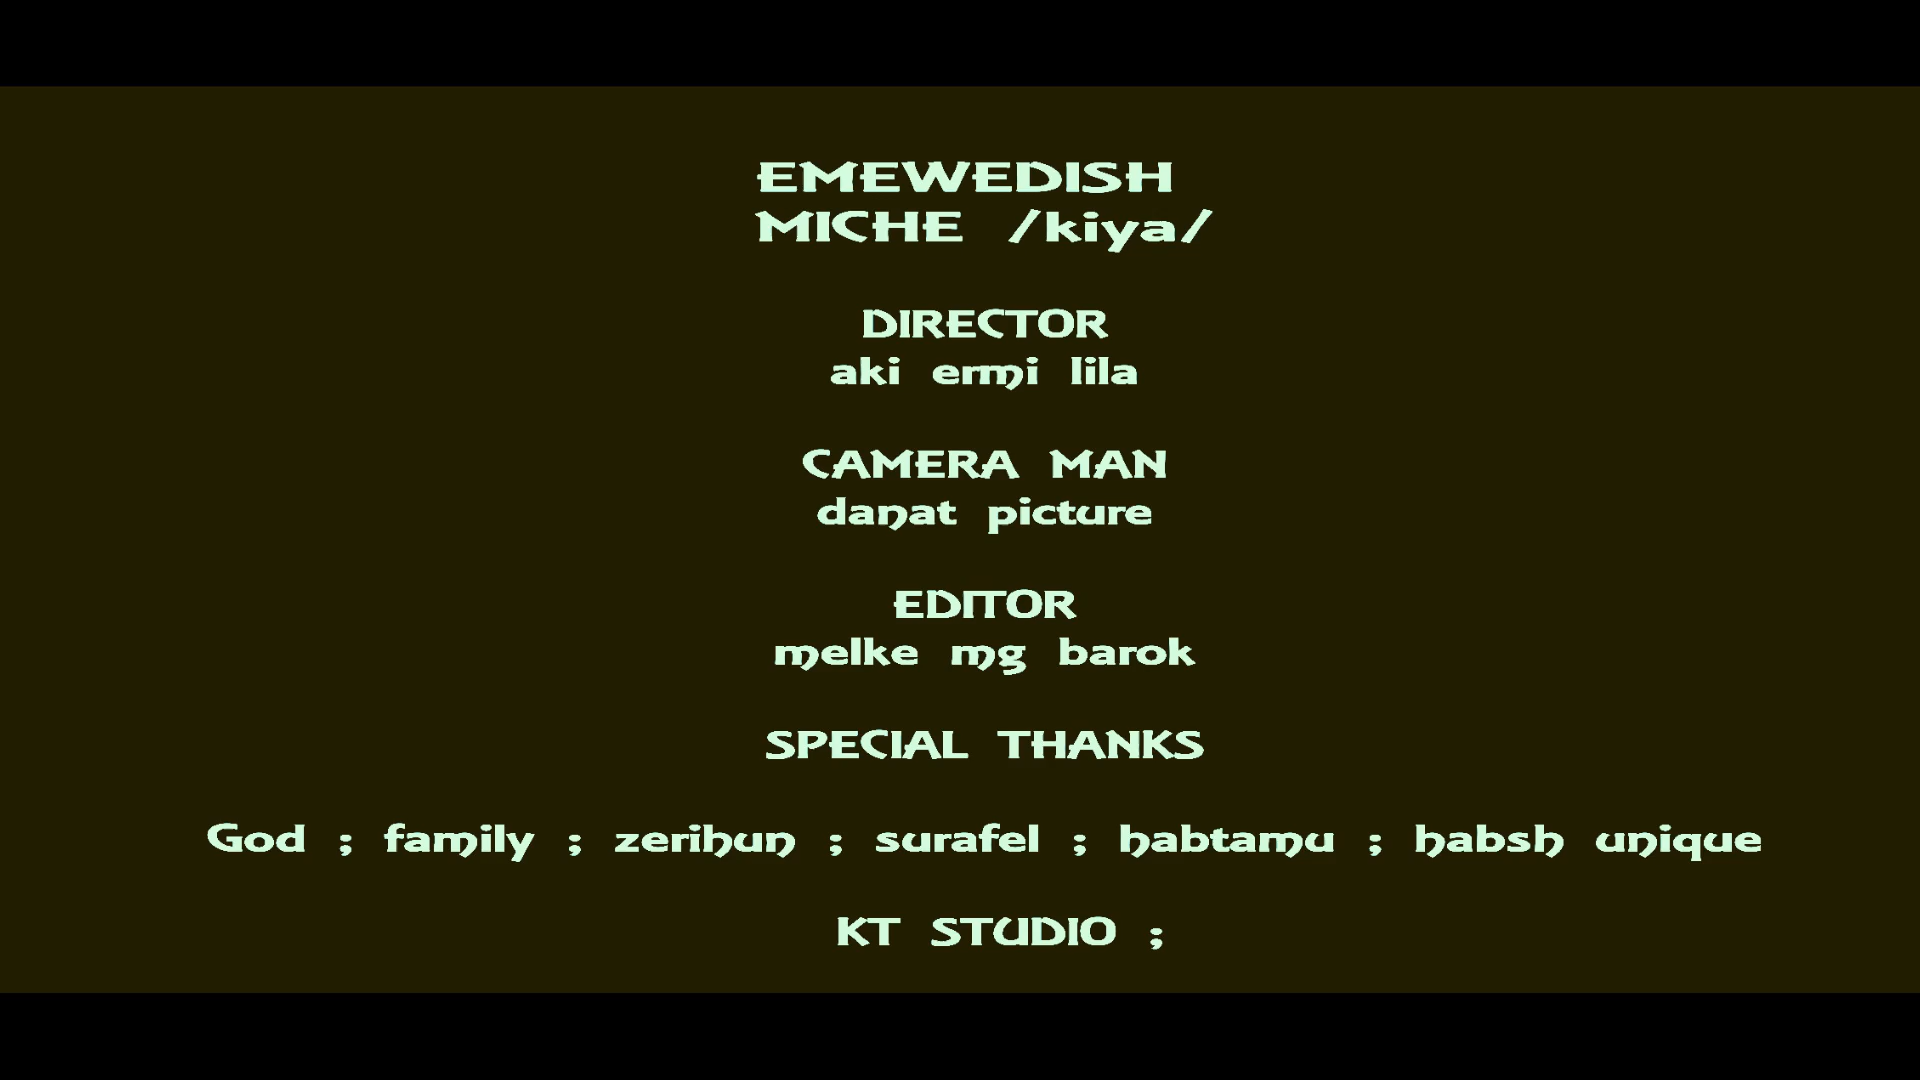 EMEWEDISH
MICHE /kiya/
DIRECTOR
aki ermi lila
CAMERA MAN
danat picture
EDITOR
melke mg barok
SPECIAL THANKS
God ; family ; zerihun ; surafel ; habtamu ; habsh unique
KT STUDIO ;